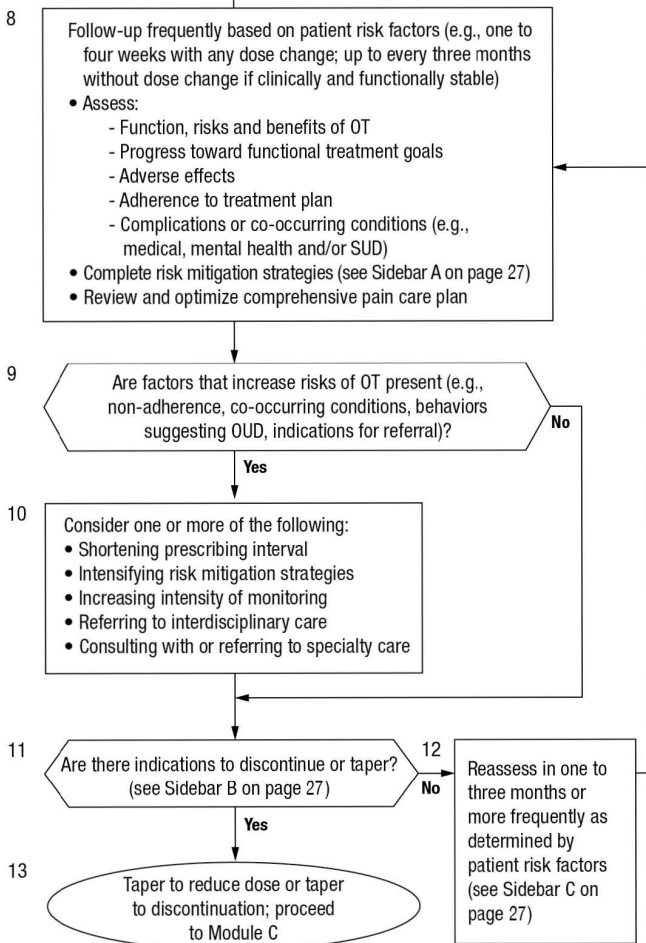 8
Follow-up frequently based on patient risk factors (e.g., one to
four weeks with any dose change; up to every three months
without dose change if clinically and functionally stable)
• Assess:
- Function, risks and benefits of OT
- Progress toward functional treatment goals
- Adverse effects
- Adherence to treatment plan
- Complications or co-occurring conditions (e.g.,
medical, mental health and/or SUD)
• Complete risk mitigation strategies (see Sidebar A on page 27)
• Review and optimize comprehensive pain care plan
9
Are factors that increase risks of OT present (e.g.,
non-adherence, co-occurring conditions, behaviors
suggesting OUD, indications for referral)?
No
Yes
10
Consider one or more of the following:
• Shortening prescribing interval
• Intensifying risk mitigation strategies
• Increasing intensity of monitoring
• Referring to interdisciplinary care
• Consulting with or referring to specialty care
11
Are there indications to discontinue or taper?
(see Sidebar B on page 27)
No
Yes
12
Reassess in one to
three months or
more frequently as
determined by
patient risk factors
(see Sidebar C on
page 27)
13
Taper to reduce dose or taper
to discontinuation; proceed
to Module C